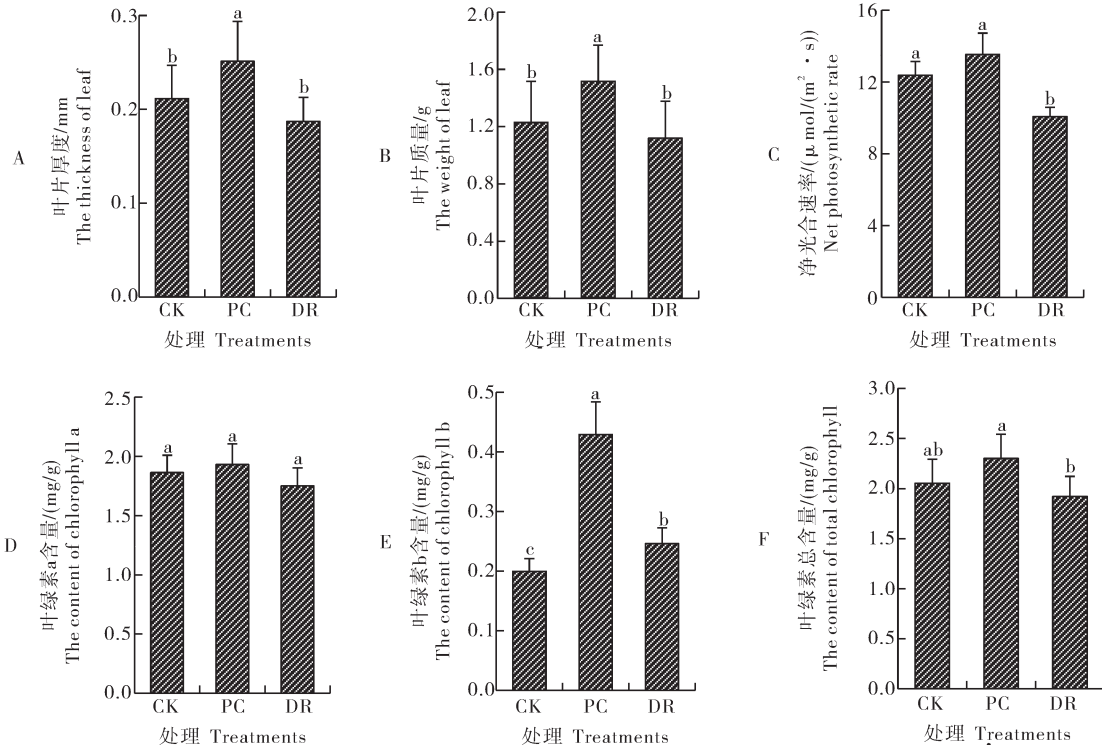 A
叶片厚度/mm
The thickness of leaf
0.3
0.2
0.1
0.0
b
a
b
CK PC DR
处理 Treatments
B
叶片质量/g
The weight of leaf
2.0
1.6
1.2
0.8
0.4
0.0
b
a
b
CK PC DR
处理 Treatments
C
净光合速率/(μmol/(m²·s))
Net photosynthetic rate
16
12
16
4
0
a
a
b
CK PC DR
处理 Treatments
D
叶绿素a含量/(mg/g)
The content of chlorophyll a
2.5
2.0
1.5
1.0
0.5
0.0
a
a
a
CK PC DR
处理 Treatments
E
叶绿素b含量/(mg/g)
The content of chlorophyll b
0.5
0.4
0.3
0.2
0.1
0.0
c
a
b
CK PC DR
处理 Treatments
F
叶绿素总含量/(mg/g)
The content of total chlorophyll
3.0
2.5
2.0
1.5
1.0
0.5
0.0
ab
a
b
CK PC DR
处理 Treatments